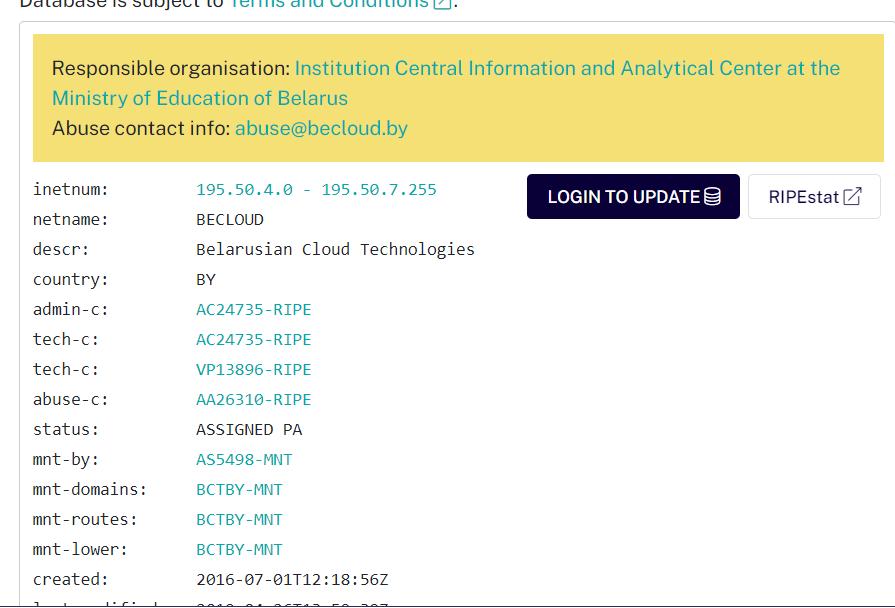 Database is subject to Terms and Conditions.
Responsible organisation: Institution Central Information and Analytical Center at the
Ministry of Education of Belarus
Abuse contact info: abuse@becloud.by
inetnum: 195.50.4.0 - 195.50.7.255
LOGIN TO UPDATE
RIPEstat
netname: BECLOUD
descr: Belarusian Cloud Technologies
country: BY
admin-c: AC24735-RIPE
tech-c: AC24735-RIPE
tech-c: VP13896-RIPE
abuse-c: AA26310-RIPE
status: ASSIGNED PA
mnt-by: AS5498-MNT
mnt-domains: BCTBY-MNT
mnt-routes: BCTBY-MNT
mnt-lower: BCTBY-MNT
created: 2016-07-01T12:18:56Z